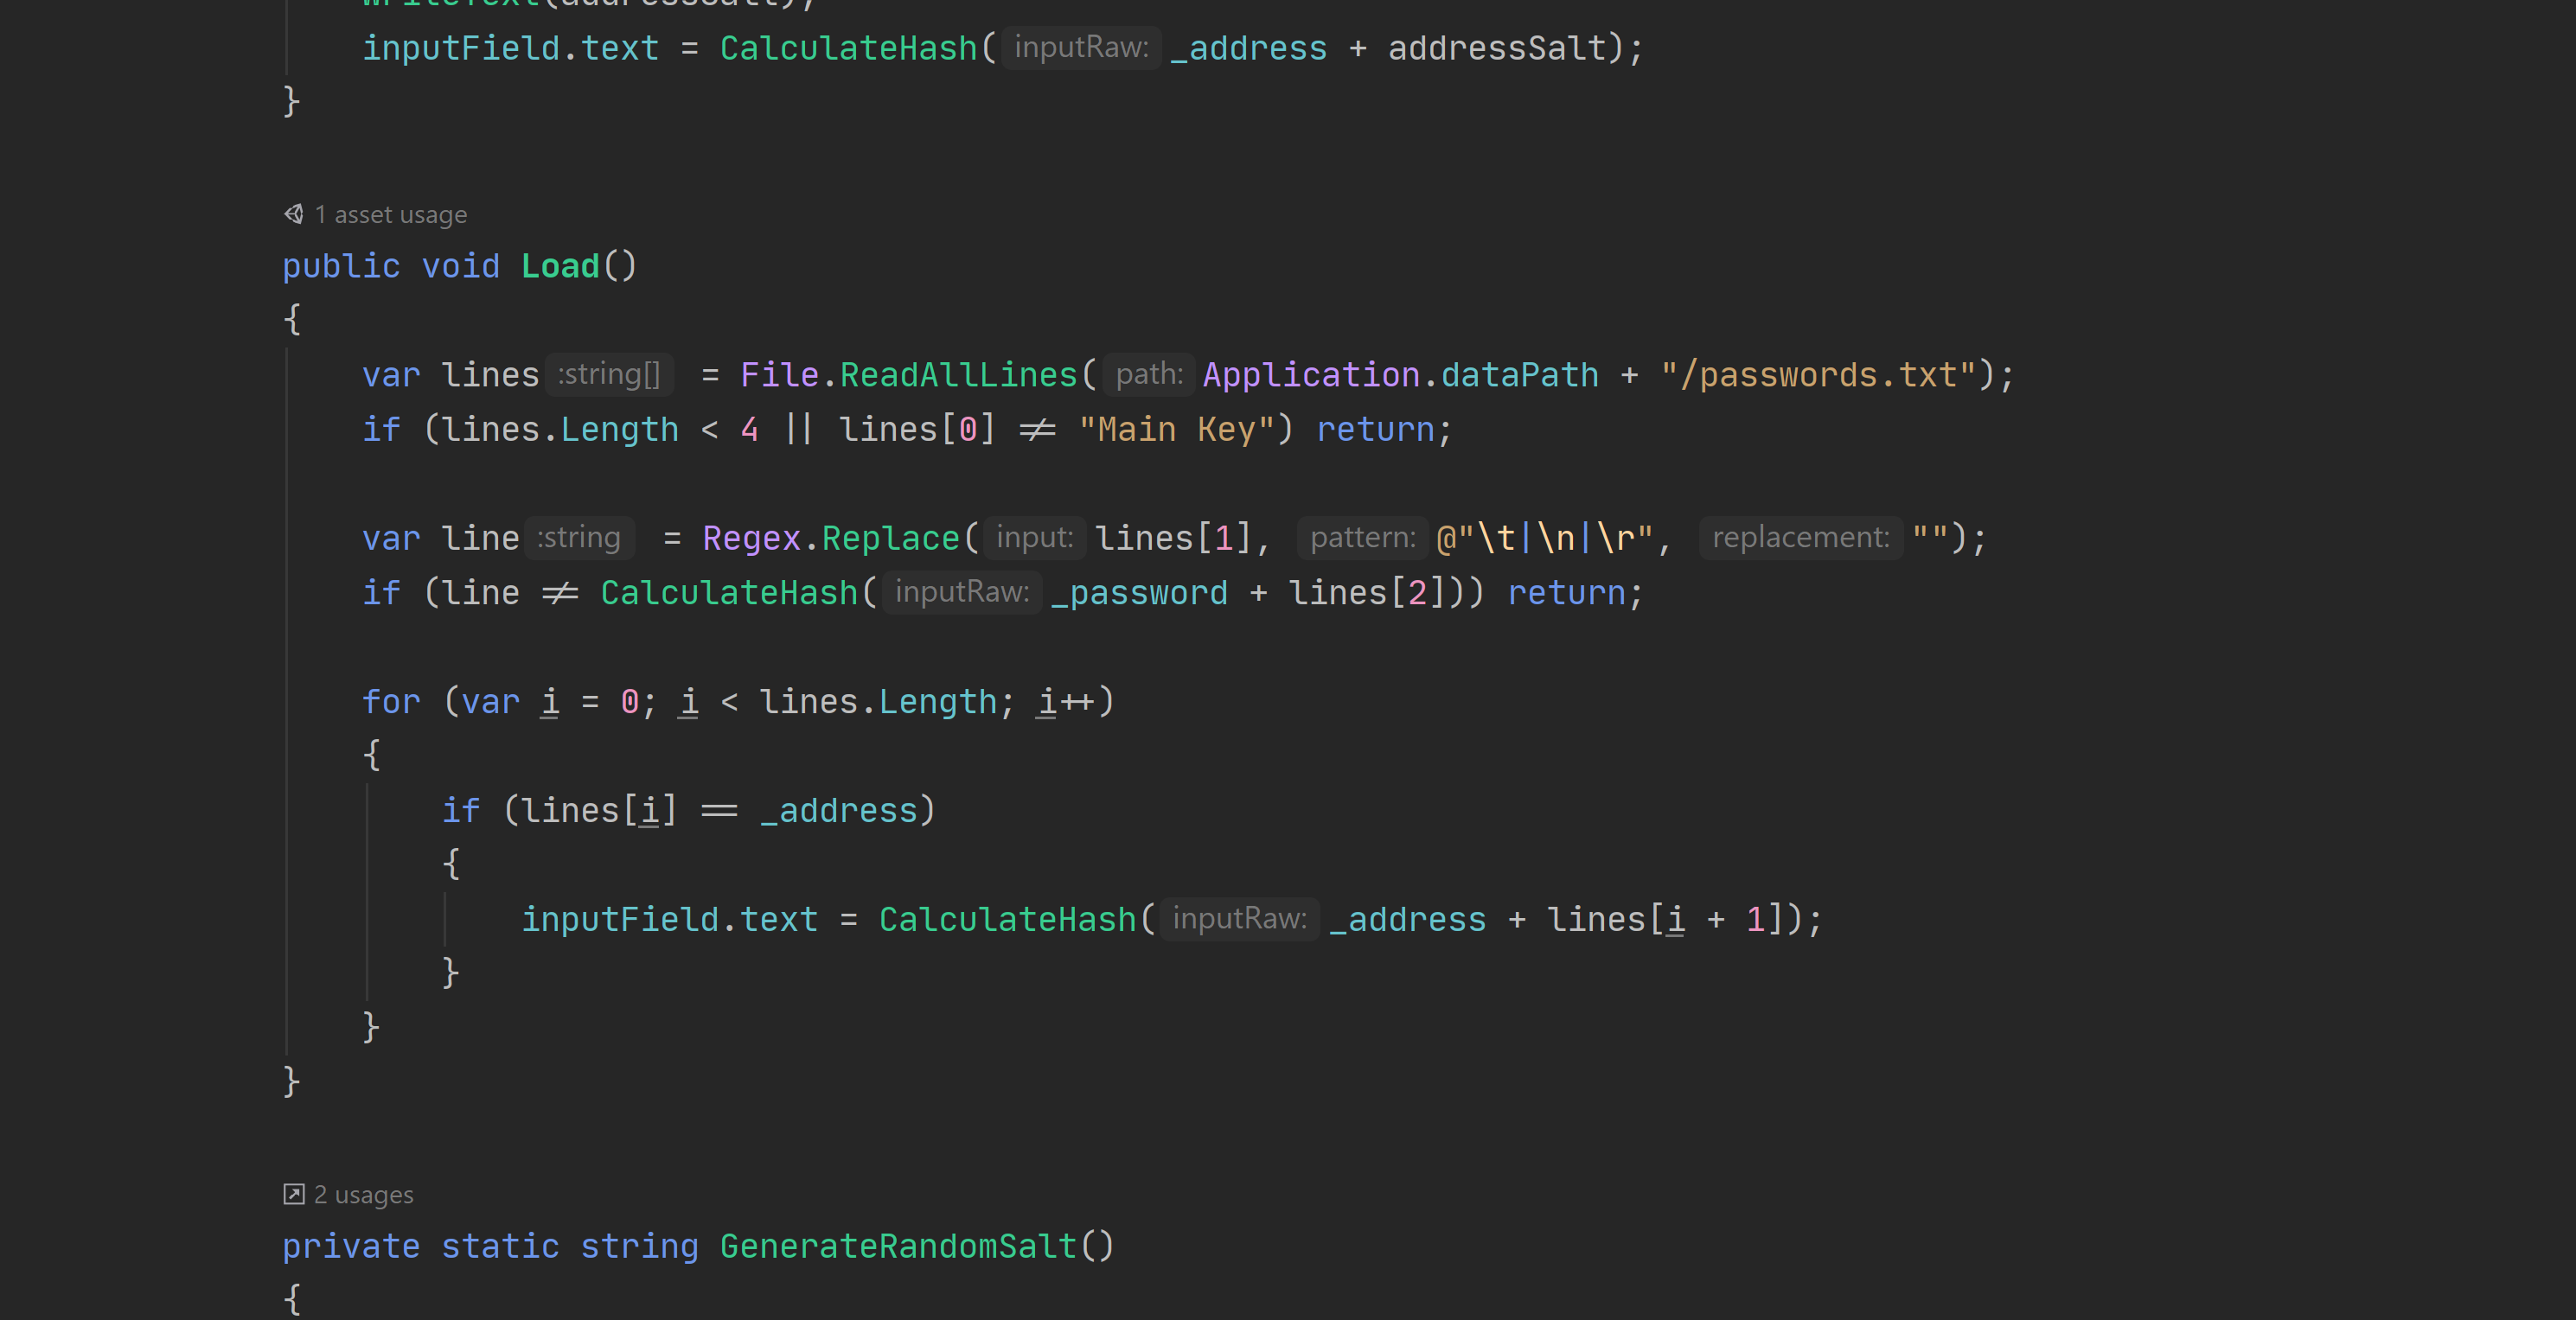 WriteText(addressSalt);
inputField.text = CalculateHash(inputRaw: _address + addressSalt);
}
1 asset usage
public void Load()
{
var lines :string[] = File.ReadAllLines(path: Application.dataPath + "/passwords.txt");
if (lines.Length < 4 || lines[0] != "Main Key") return;
var line :string = Regex.Replace(input: lines[1], pattern: @"\t|\n|\r", replacement: "");
if (line != CalculateHash(inputRaw: _password + lines[2])) return;
for (var i = 0; i < lines.Length; i++)
{
if (lines[i] == _address)
{
inputField.text = CalculateHash(inputRaw: _address + lines[i + 1]);
}
}
}
2 usages
private static string GenerateRandomSalt()
{